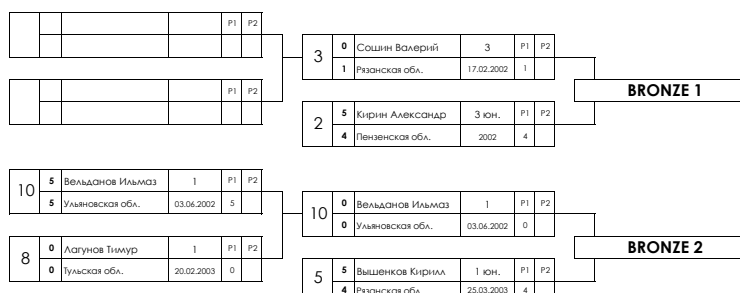 P1 P2
3 0 Сошин Валерий 3 P1 P2
1 Рязанская обл. 17.02.2002 1
P1 P2
BRONZE 1
2 5 Кирин Александр 3 юн. P1 P2
4 Пензенская обл. 2002 4
10 5 Вельданов Ильмаз 1 P1 P2
5 Ульяновская обл. 03.06.2002 5
10 0 Вельданов Ильмаз 1 P1 P2
0 Ульяновская обл. 03.06.2002 0
8 0 Лагунов Тимур 1 P1 P2
0 Тульская обл. 20.02.2003 0
BRONZE 2
5 5 Вышенков Кирилл 1 юн. P1 P2
4 Рязанская обл. 25.03.2003 4